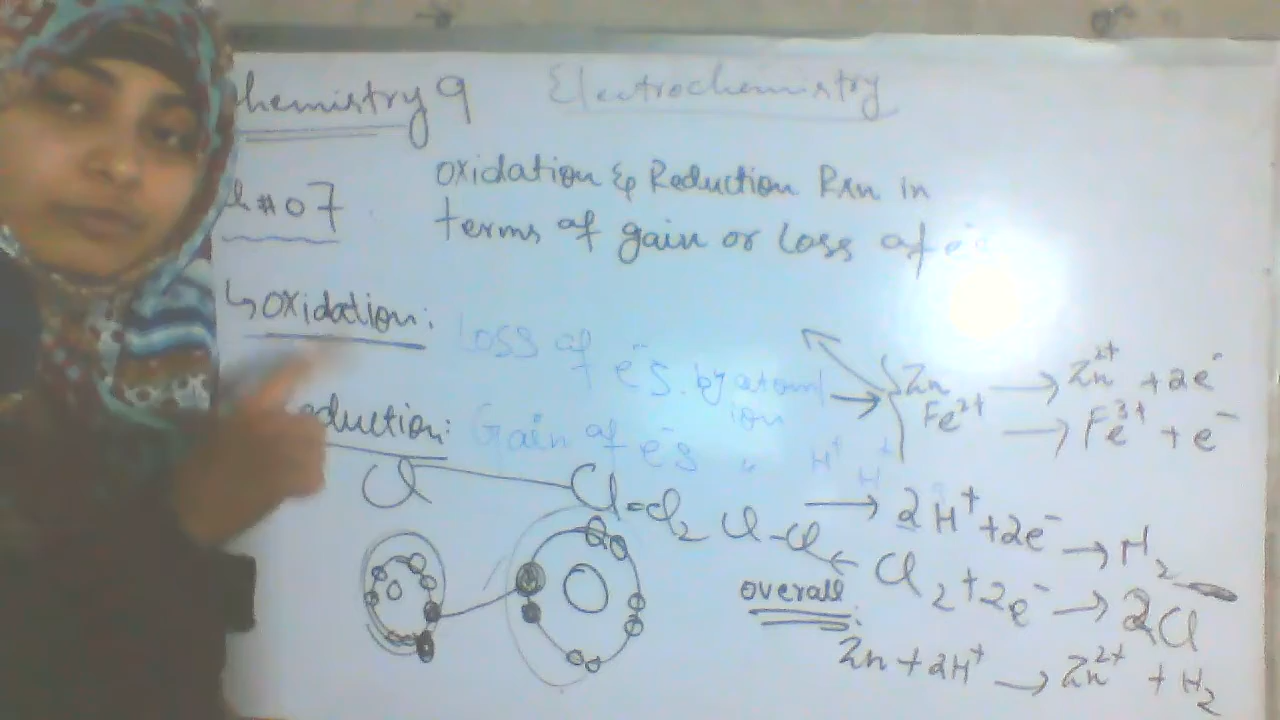 hemistry 9
Electrochemistry
h # 07
Oxidation & Reduction Rxn in
terms of gain or loss of
↳ Oxidation:
Loss of
e⁻s. by atom/
ion
eduction:
Gain of e⁻s " H⁺
Zn → Zn²⁺ + 2e⁻
Fe²⁺ → Fe³⁺ + e⁻
Cl Cl = Cl₂ Cl-Cl
→ 2H⁺ + 2e⁻ → H₂
Cl₂ + 2e⁻ → 2Cl
overall:
Zn + 2H⁺ → Zn²⁺ + H₂